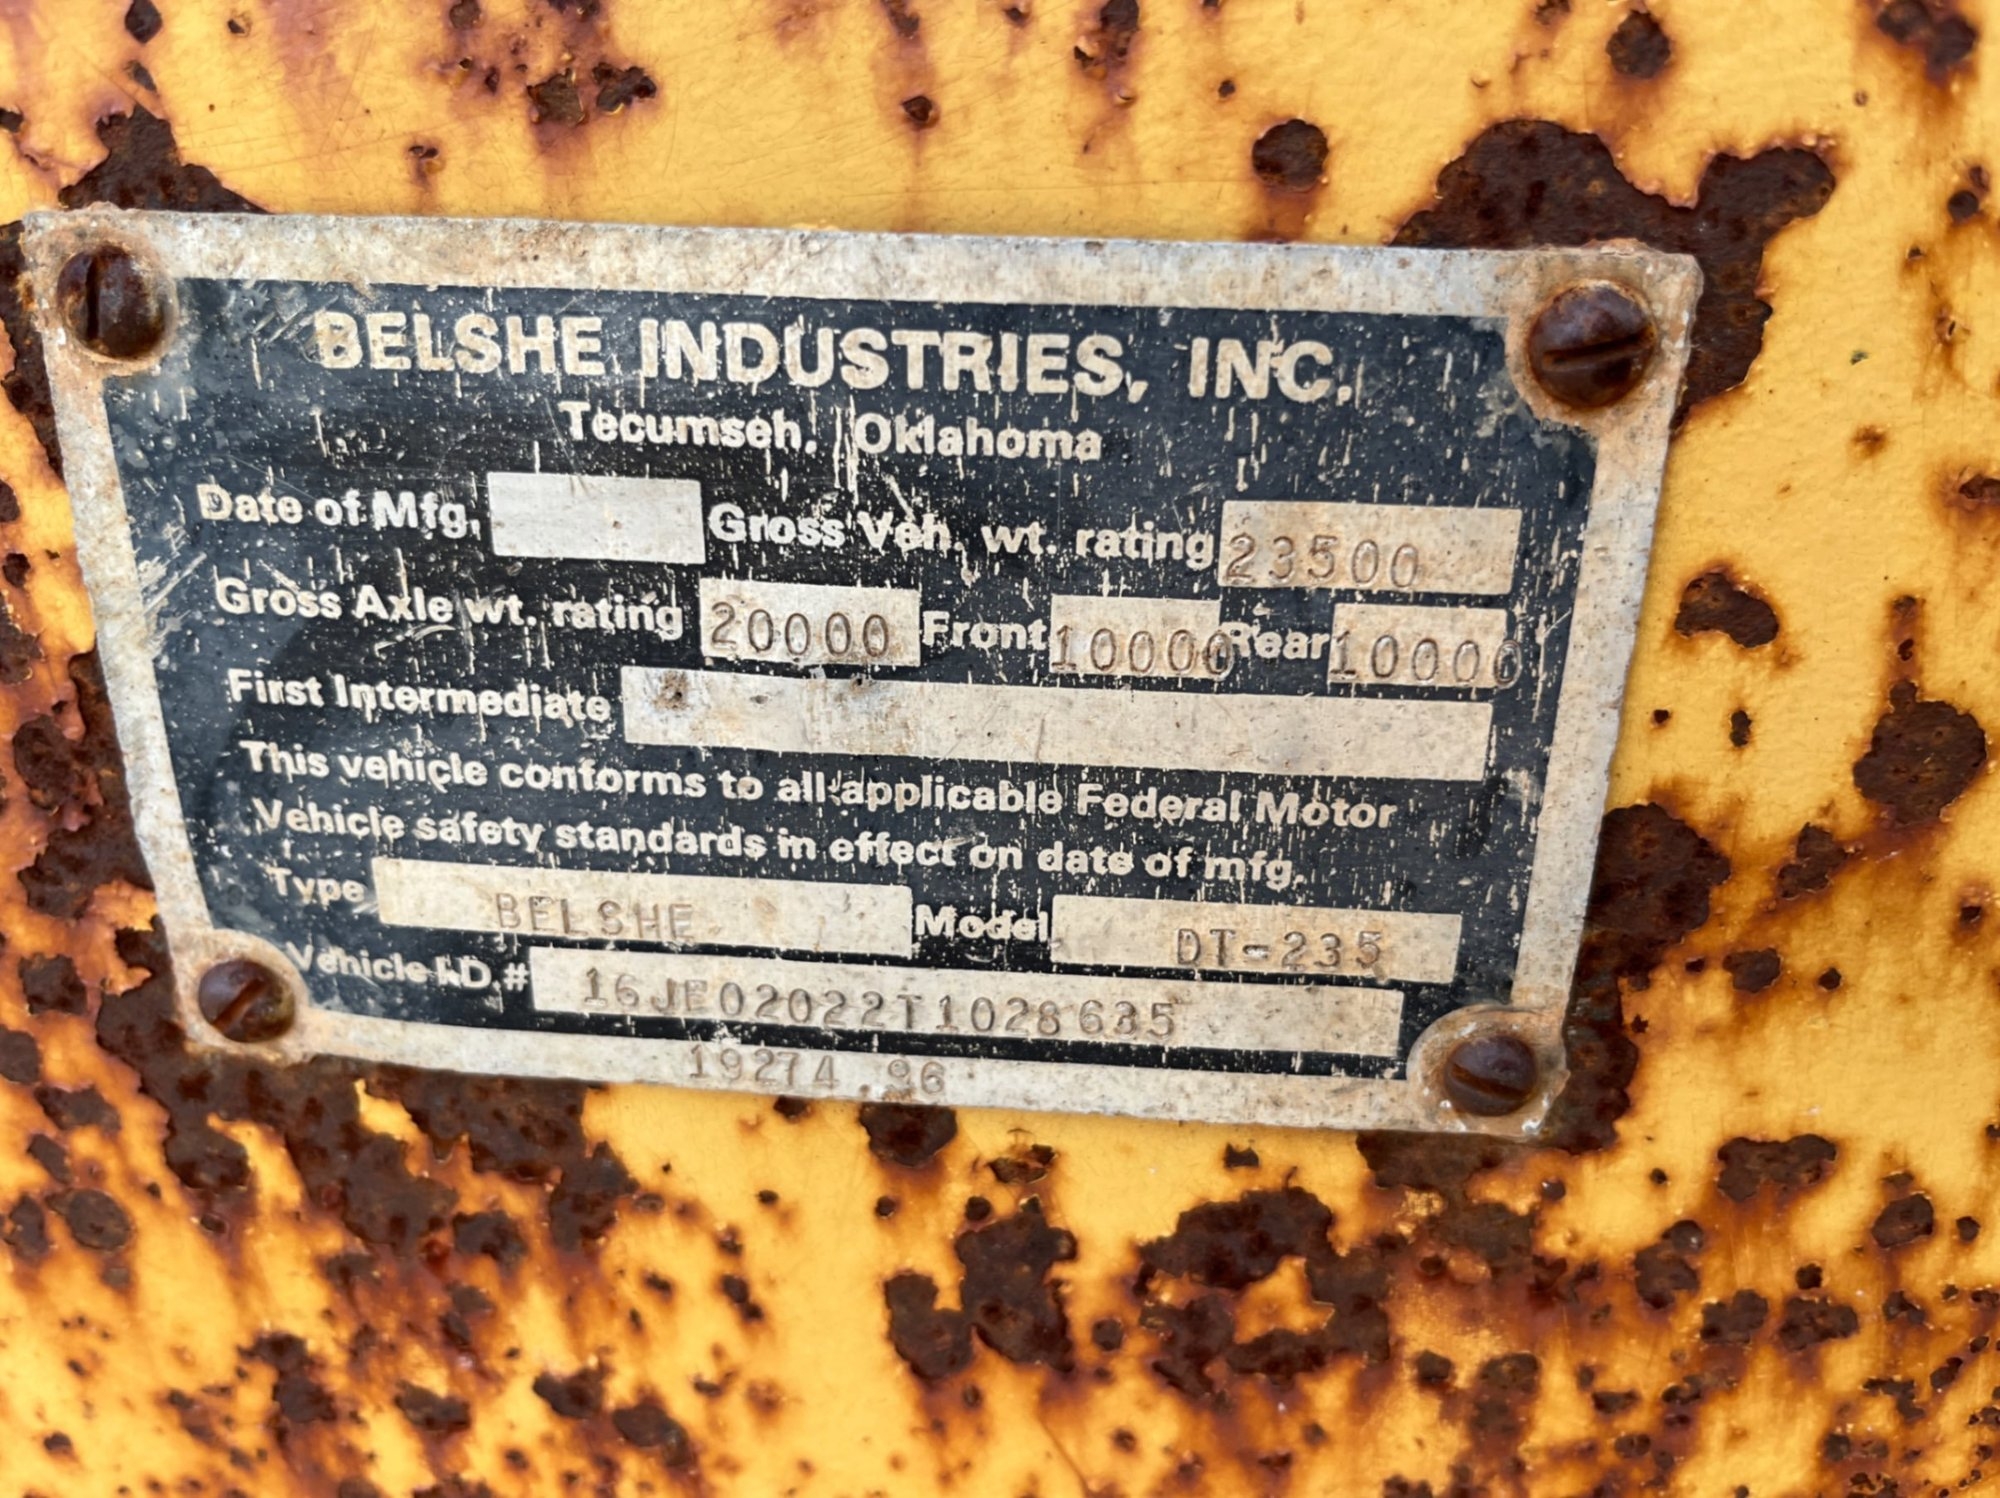 BELSHE INDUSTRIES, INC.
Tecumseh, Oklahoma
Date of Mfg. Gross Veh. wt. rating 23500
Gross Axle wt. rating 20000 Front 10000 Rear 10000
First Intermediate
This vehicle conforms to all applicable Federal Motor
Vehicle safety standards in effect on date of mfg.
Type BELSHE Model DT-235
Vehicle I.D.# 16JF02022T1028635
19274.96